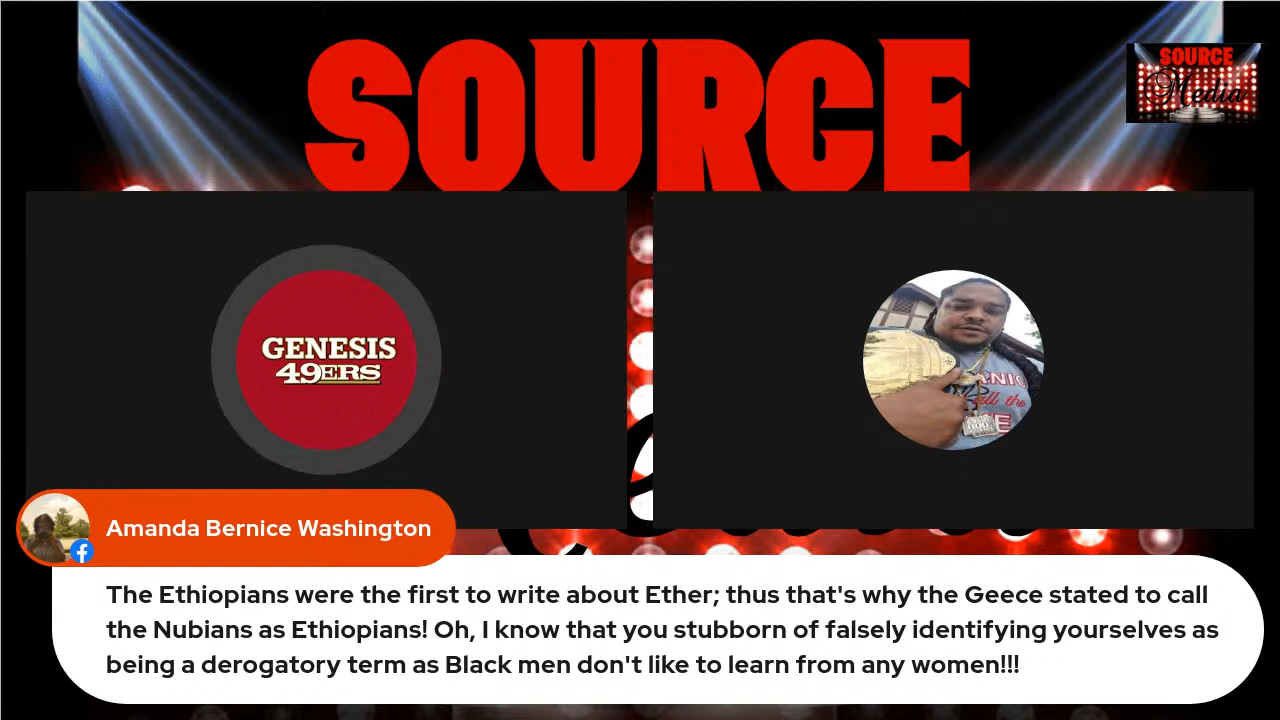 SOURCE
SOURCE
Media
GENESIS
49ERS
Amanda Bernice Washington
The Ethiopians were the first to write about Ether; thus that's why the Geece stated to call
the Nubians as Ethiopians! Oh, I know that you stubborn of falsely identifying yourselves as
being a derogatory term as Black men don't like to learn from any women!!!